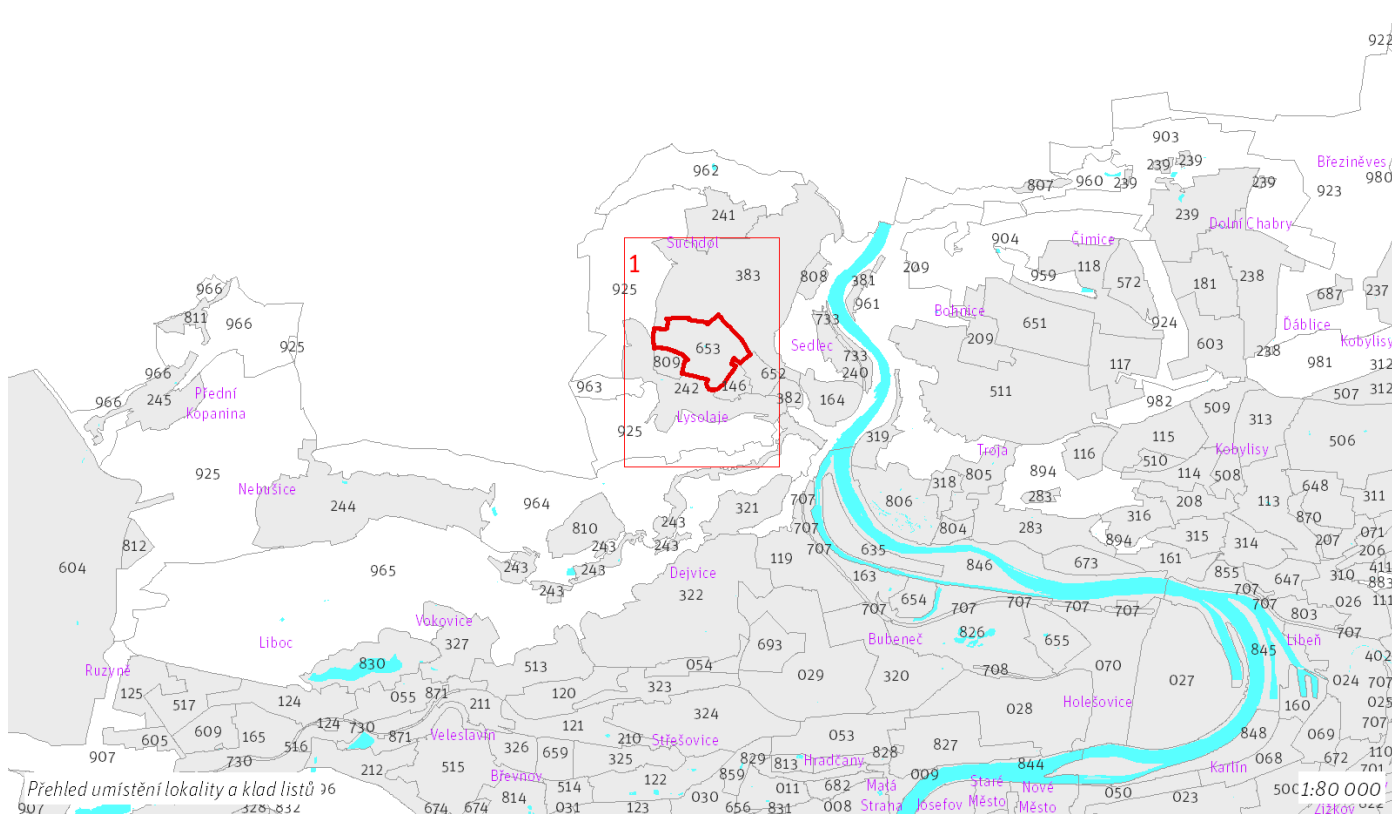 922
903
239 239
Březiněves
962
807 960 239
239 923 980
241
239
Dolní Chabry
Suchdol
904 Čimice
1
383 808 209 959 118 572 181 238
925 381
687 237
966
966 811
961
Bohnice
733 651 924 Ďáblice
925 653 Sedlec 209 603 238 Kobylisy
966 809 652 733 117 981 312
245 Přední
Kopanina
966 963 242 146 240 511 507 312
382 164 982 509
Lysolaje 313
925 319 115 506
Troja 116 Kobylisy
925 510
Nebušice 805 894 114 508 648 311
318 283 208 113
244 964 321 707 806 316 870
810 243 707 804 283 315 314 207 071
812 243 243 894 206
604 965 243 243 119 707 635 846 673 161 411
243 Dejvice 163 855 647 310 883
322 654 707 026 111
707 707 707 707 707 707 803
Vokovice 826 707
327 Bubeneč 655 Libeň
Liboc 693 845
830 513 054 708 070 402
Ruzyně 029 320 027 024 707
125 517 124 055 871 211 120 323 Holešovice 160 025
324 028
609 124 730 121 707
605 165 516 871 Veleslavín 210 Střešovice 053 848 069
907 326 659 325 829 Hradčany 828 827 068 672 110
730 212 515 Břevnov 813 844 Karlín 701
514 122 859 011 682 Malá
Strana 009 Staré
Město Nové
Město 050
Přehled umístění lokality a klad listů 96 1:80 000
907 328 832 674 674 814 031 123 030 656 831 008 Josefov 023
Žižkov